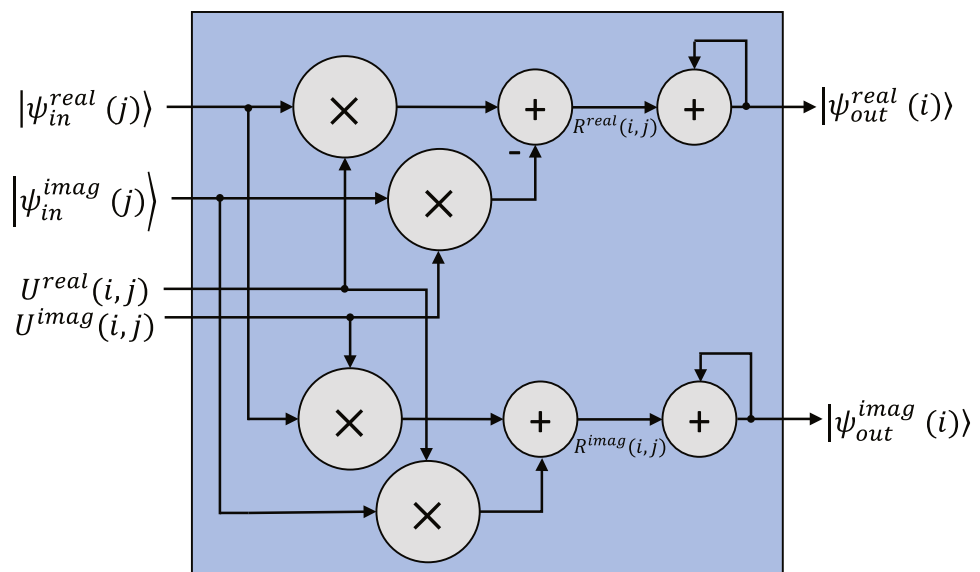 |ψ_in^real (j)⟩
× + R^real(i,j) +
|ψ_out^real (i)⟩
-
|ψ_in^imag (j)⟩
×
U^real(i,j)
U^imag(i,j)
× + R^imag(i,j) +
|ψ_out^imag (i)⟩
×